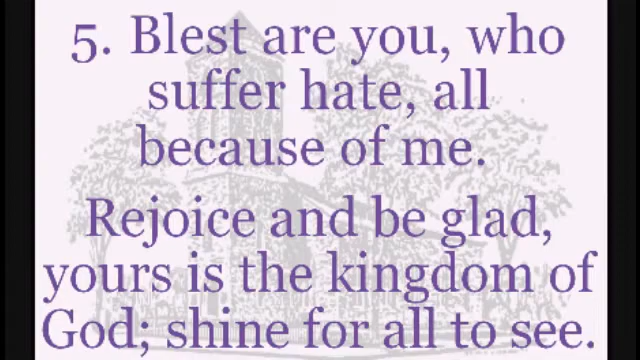 5. Blest are you, who
suffer hate, all
because of me.
Rejoice and be glad,
yours is the kingdom of
God; shine for all to see.